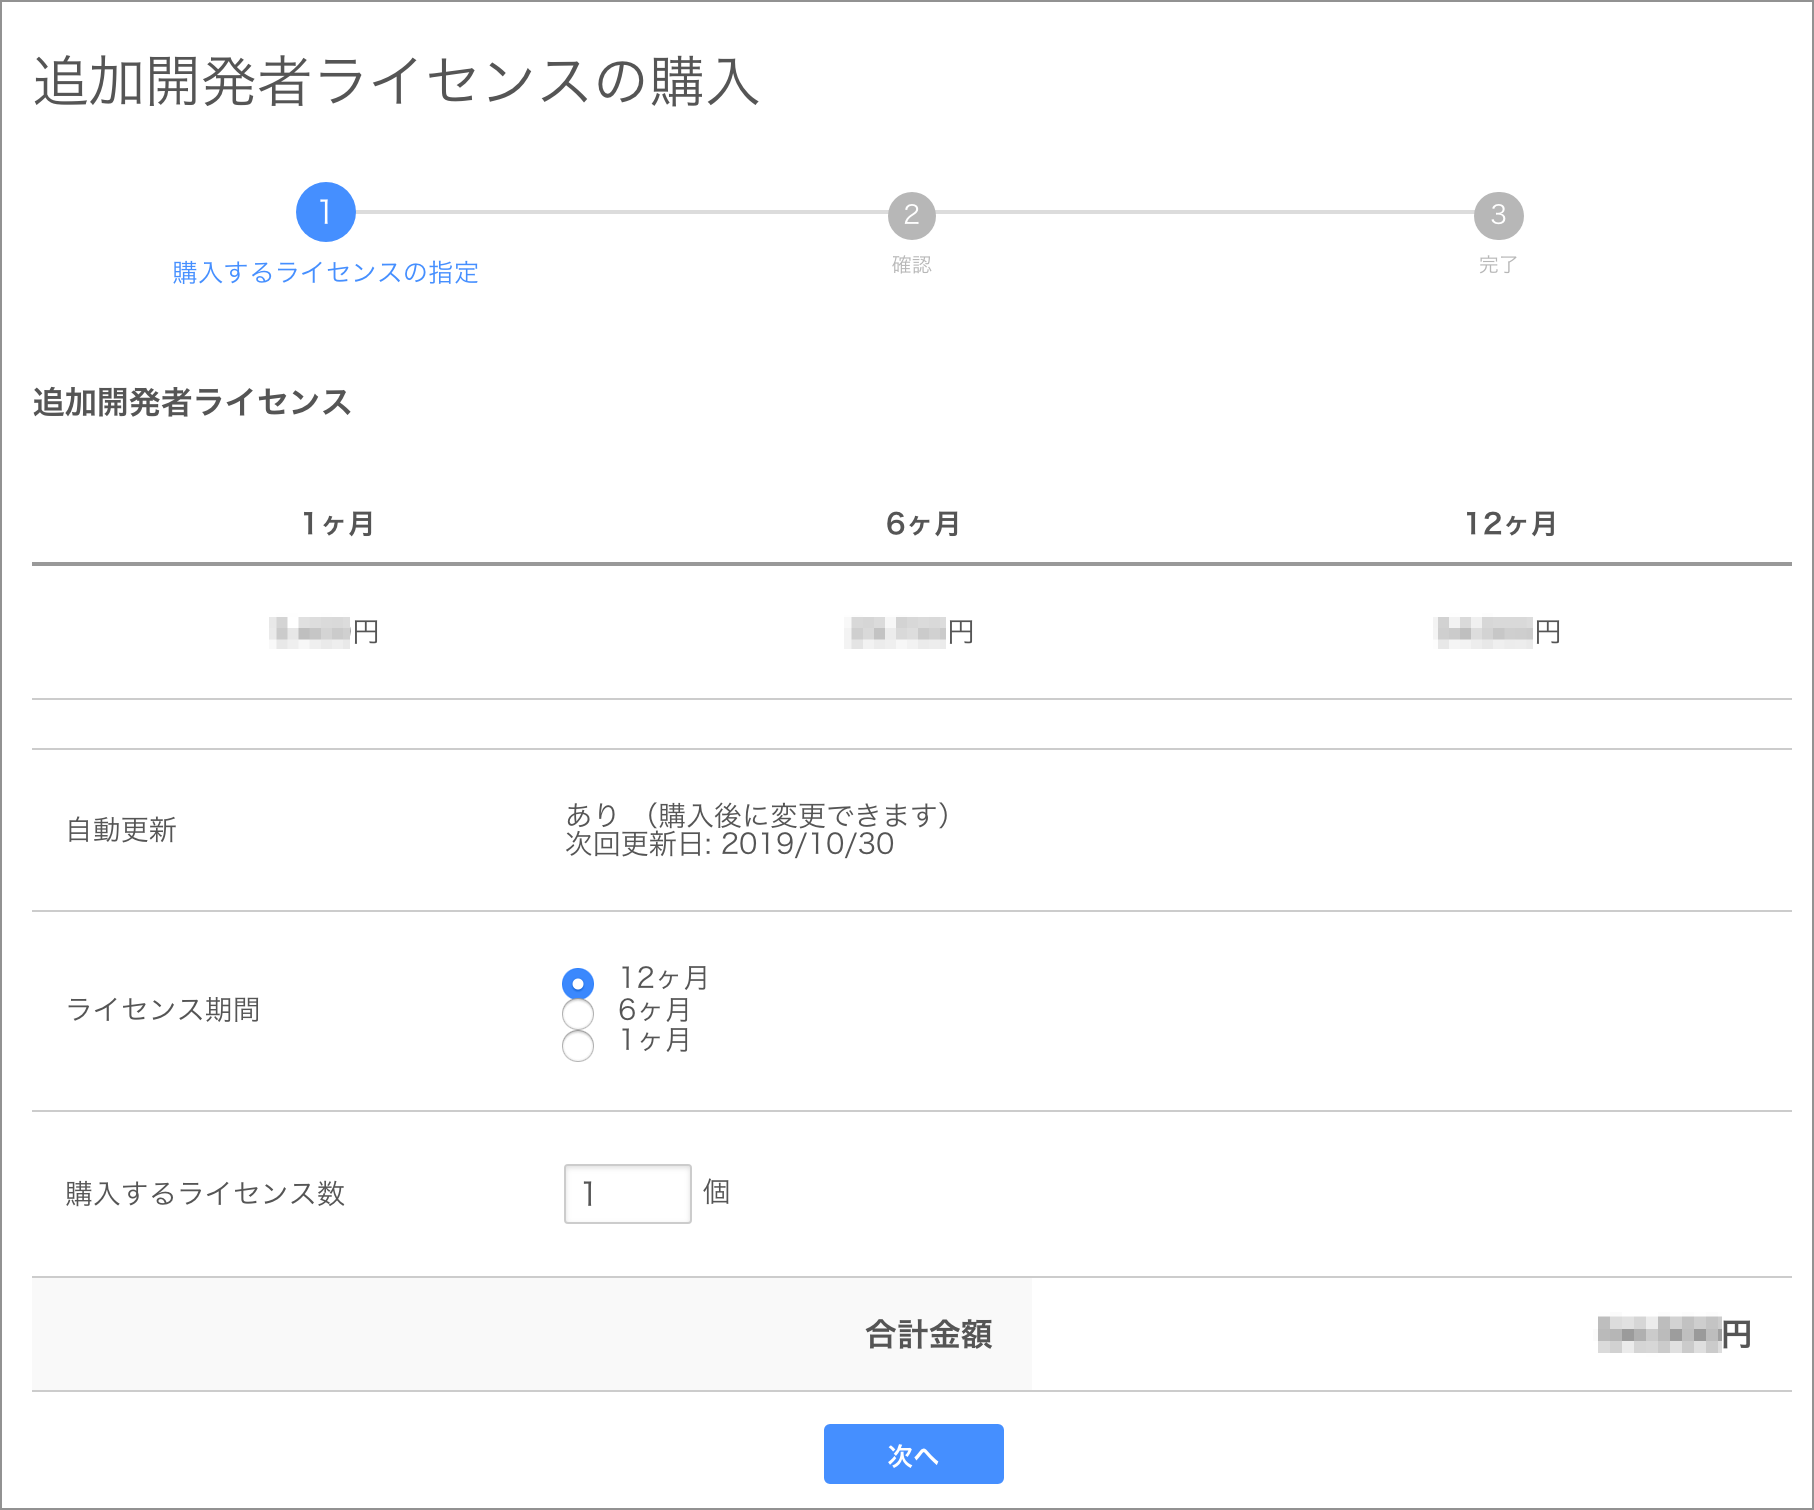 追加開発者ライセンスの購入
1
2
3
購入するライセンスの指定
確認
完了
追加開発者ライセンス
1ヶ月
6ヶ月
12ヶ月
円
円
円
自動更新
あり （購入後に変更できます）
次回更新日: 2019/10/30
ライセンス期間
12ヶ月
6ヶ月
1ヶ月
購入するライセンス数
1 個
合計金額
円
次へ